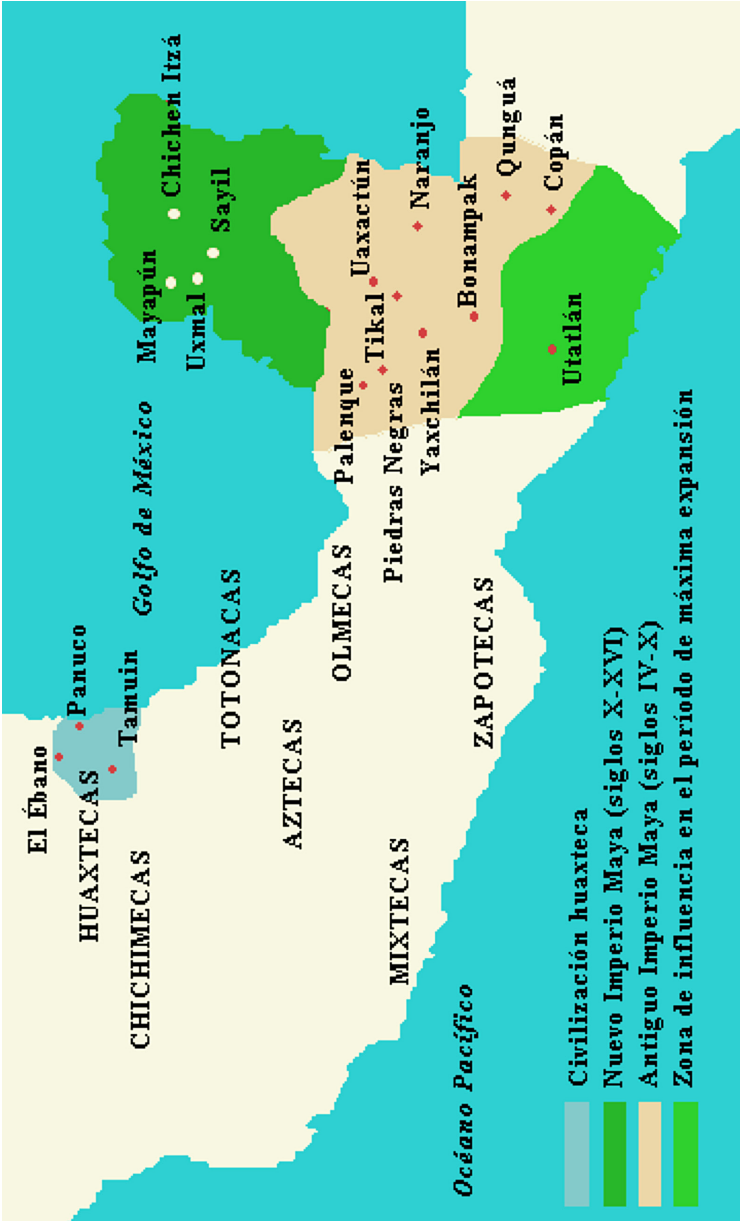 El Ébano
Panuco
HUAXTECAS
Tamuin
CHICHIMECAS
Golfo de México
Mayapún
Chichen Itzá
Uxmal
Sayil
TOTONACAS
AZTECAS
OLMECAS
Palenque
Uaxactún
Tikal
Piedras Negras
Naranjo
Yaxchilán
MIXTECAS
ZAPOTECAS
Bonampak
Qunguá
Copán
Utatlán
Océano Pacífico
Civilización huaxteca
Nuevo Imperio Maya (siglos X-XVI)
Antiguo Imperio Maya (siglos IV-X)
Zona de influencia en el período de máxima expansión